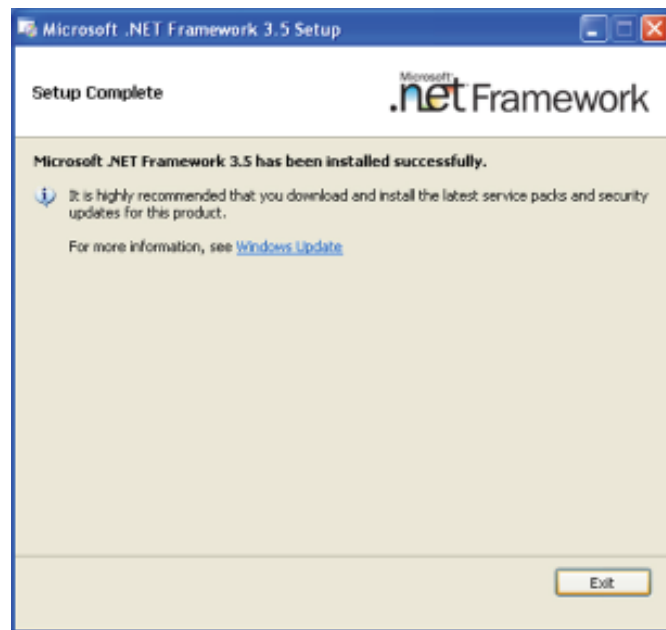 Microsoft .NET Framework 3.5 Setup
Setup Complete
Microsoft
.net Framework
Microsoft .NET Framework 3.5 has been installed successfully.
It is highly recommended that you download and install the latest service packs and security
updates for this product.
For more information, see Windows Update
Exit